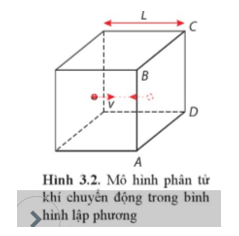 L
C
B
v
D
A
Hình 3.2. Mô hình phân tử
khí chuyển động trong bình
hình lập phương